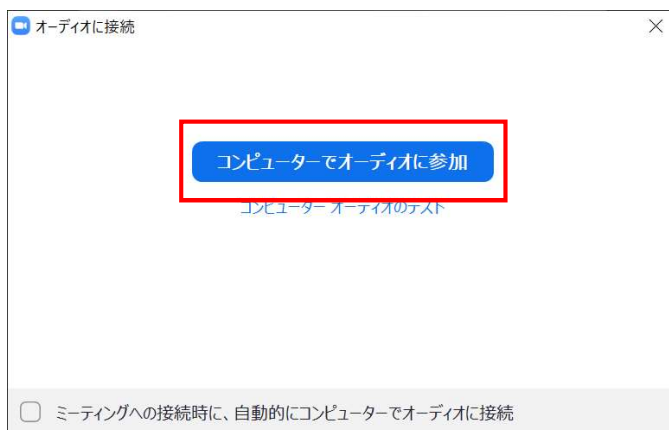 オーディオに接続
コンピューターでオーディオに参加
コンピューター オーディオのテスト
ミーティングへの接続時に、自動的にコンピューターでオーディオに接続